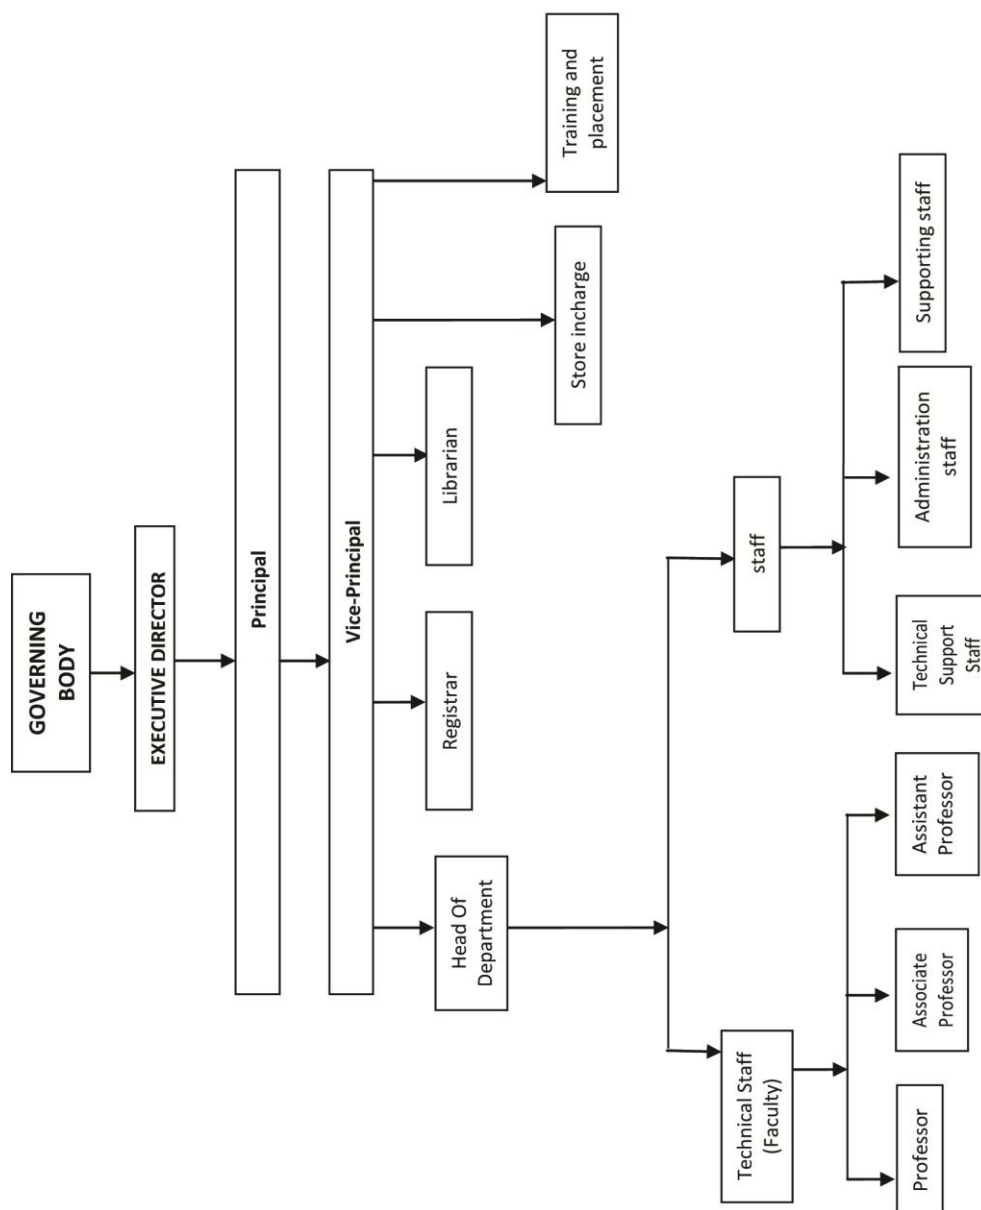 GOVERNING
BODY
EXECUTIVE DIRECTOR
Principal
Vice-Principal
Head Of
Department
Registrar
Librarian
Store incharge
Training and
placement
Technical Staff
(Faculty)
staff
Professor
Associate
Professor
Assistant
Professor
Technical
Support
Staff
Administration
staff
Supporting staff